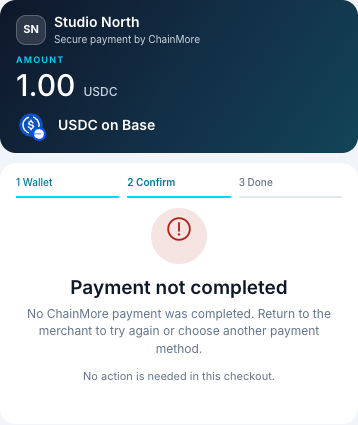 SN
Studio North
Secure payment by ChainMore
AMOUNT
1.00 USDC
USDC on Base
1 Wallet 2 Confirm 3 Done
Payment not completed
No ChainMore payment was completed. Return to the
merchant to try again or choose another payment
method.
No action is needed in this checkout.